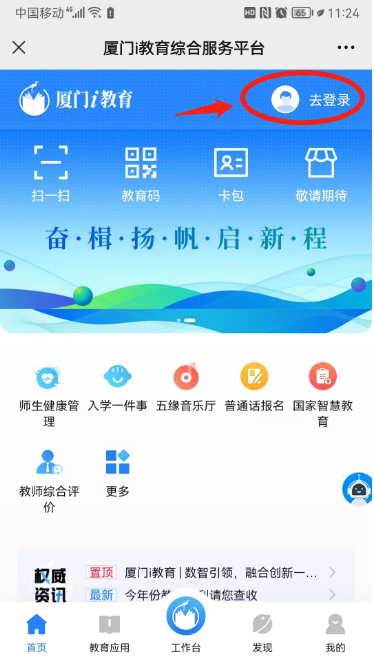 中国移动 4G HD 65 11:24
厦门i教育综合服务平台
厦门i教育 去登录
扫一扫 教育码 卡包 敬请期待
奋·楫·扬·帆·启·新·程
师生健康管理 入学一件事 五缘音乐厅 普通话报名 国家智慧教育
教师综合评价 更多
权威资讯
置顶 厦门i教育 | 数智引领，融合创新一...
最新 今年份教 利请您查收
首页 教育应用 工作台 发现 我的